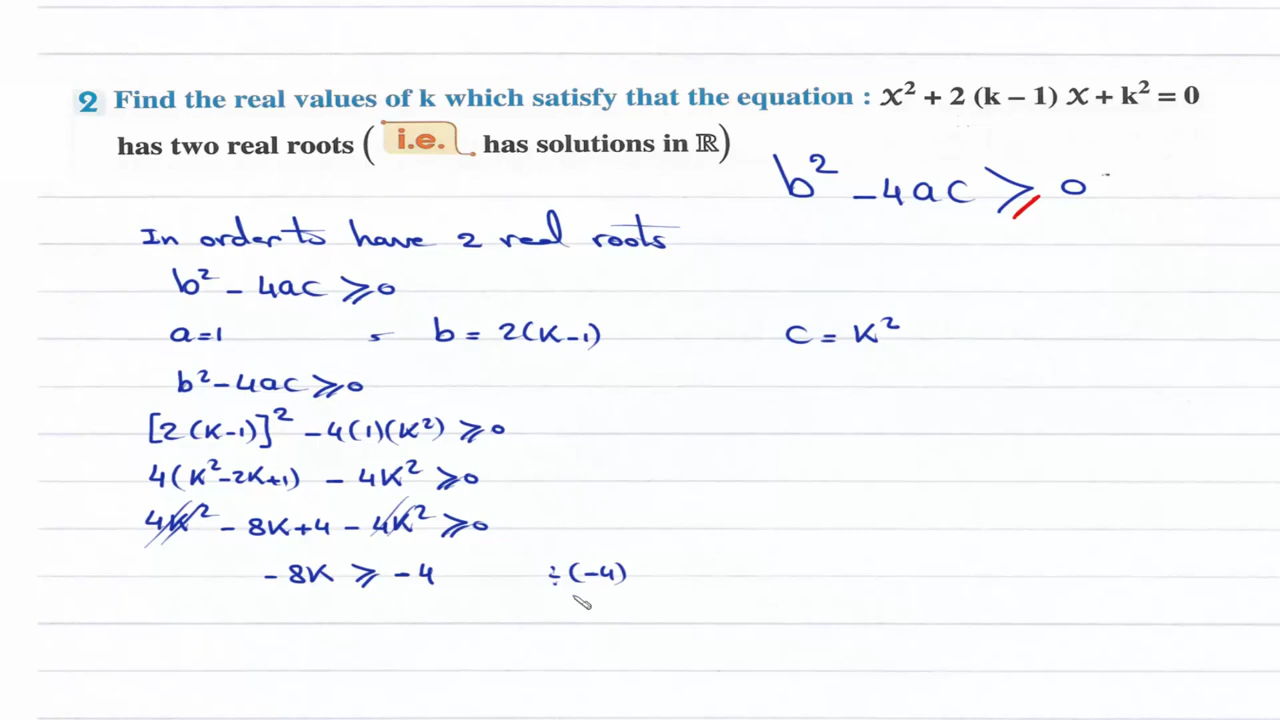 2 Find the real values of k which satisfy that the equation : x² + 2 (k – 1) x + k² = 0
has two real roots ( i.e. has solutions in ℝ)
b² - 4ac ⩾ 0
In order to have 2 real roots
b² - 4ac ⩾ 0
a=1 , b = 2(K-1) C = K²
b² - 4ac ⩾ 0
[2(K-1)]² - 4(1)(K²) ⩾ 0
4(K²-2K+1) - 4K² ⩾ 0
4K² - 8K+4 - 4K² ⩾ 0
- 8K ⩾ - 4 ÷(-4)